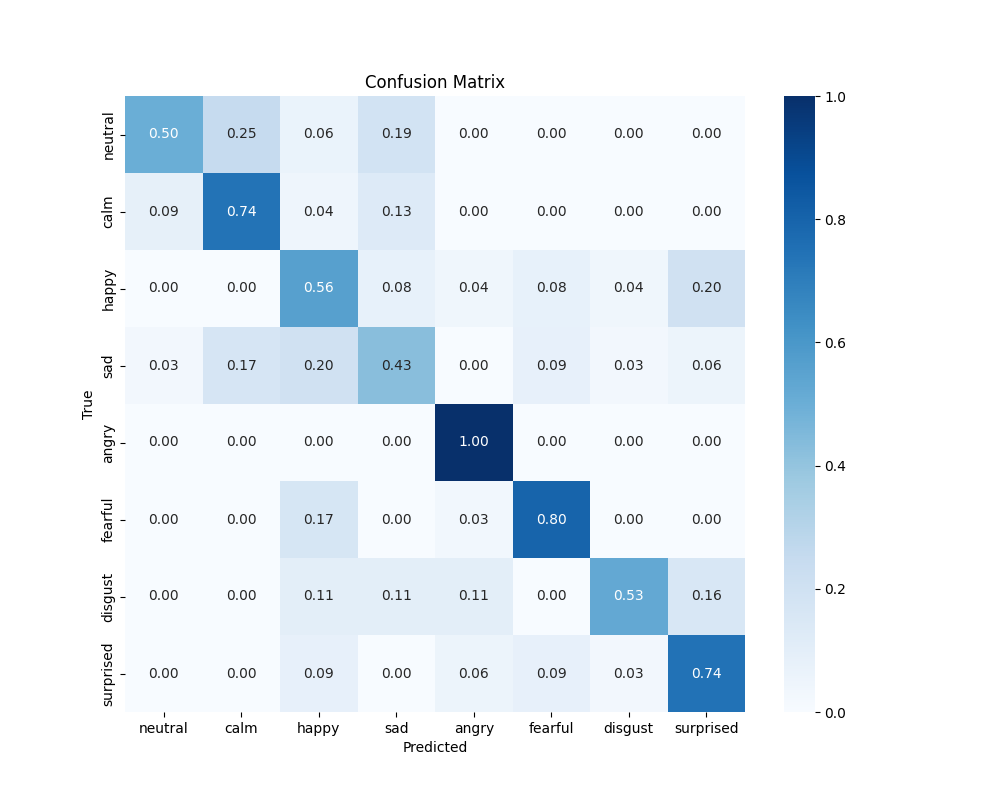 Confusion Matrix
neutral 0.50 0.25 0.06 0.19 0.00 0.00 0.00 0.00
calm 0.09 0.74 0.04 0.13 0.00 0.00 0.00 0.00
happy 0.00 0.00 0.56 0.08 0.04 0.08 0.04 0.20
sad 0.03 0.17 0.20 0.43 0.00 0.09 0.03 0.06
angry 0.00 0.00 0.00 0.00 1.00 0.00 0.00 0.00
fearful 0.00 0.00 0.17 0.00 0.03 0.80 0.00 0.00
disgust 0.00 0.00 0.11 0.11 0.11 0.00 0.53 0.16
surprised 0.00 0.00 0.09 0.00 0.06 0.09 0.03 0.74
neutral calm happy sad angry fearful disgust surprised
Predicted
True
1.0
0.8
0.6
0.4
0.2
0.0